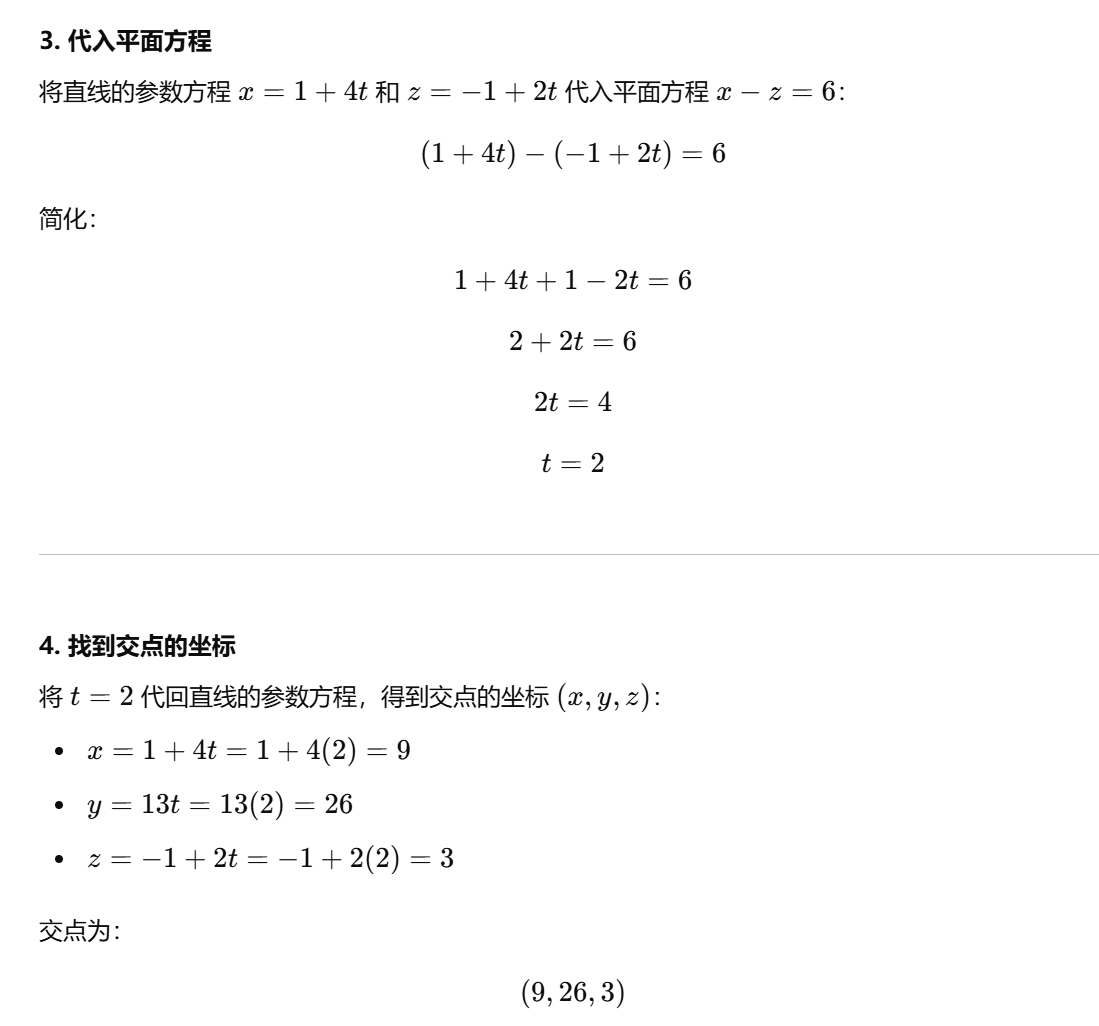 3. 代入平面方程
将直线的参数方程 x = 1 + 4t 和 z = −1 + 2t 代入平面方程 x − z = 6：
(1 + 4t) − (−1 + 2t) = 6
简化：
1 + 4t + 1 − 2t = 6
2 + 2t = 6
2t = 4
t = 2
4. 找到交点的坐标
将 t = 2 代回直线的参数方程，得到交点的坐标 (x, y, z)：
• x = 1 + 4t = 1 + 4(2) = 9
• y = 13t = 13(2) = 26
• z = −1 + 2t = −1 + 2(2) = 3
交点为：
(9, 26, 3)